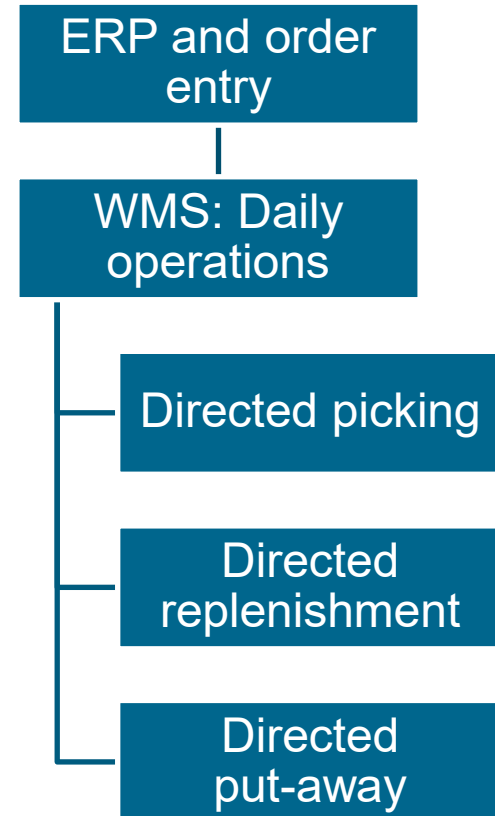 ERP and order
entry
WMS: Daily
operations
Directed picking
Directed
replenishment
Directed
put-away